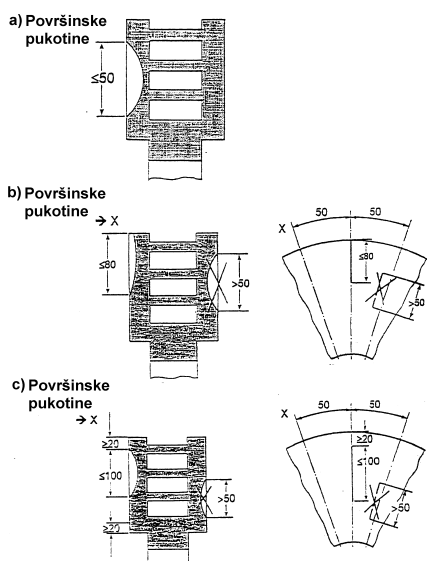 a) Površinske
pukotine
≤50
b) Površinske
pukotine
→ X
≤80
>50
X
50
50
≤80
>50
c) Površinske
pukotine
→ X
≥20
≤100
≥20
>50
X
50
50
≥20
≤100
>50